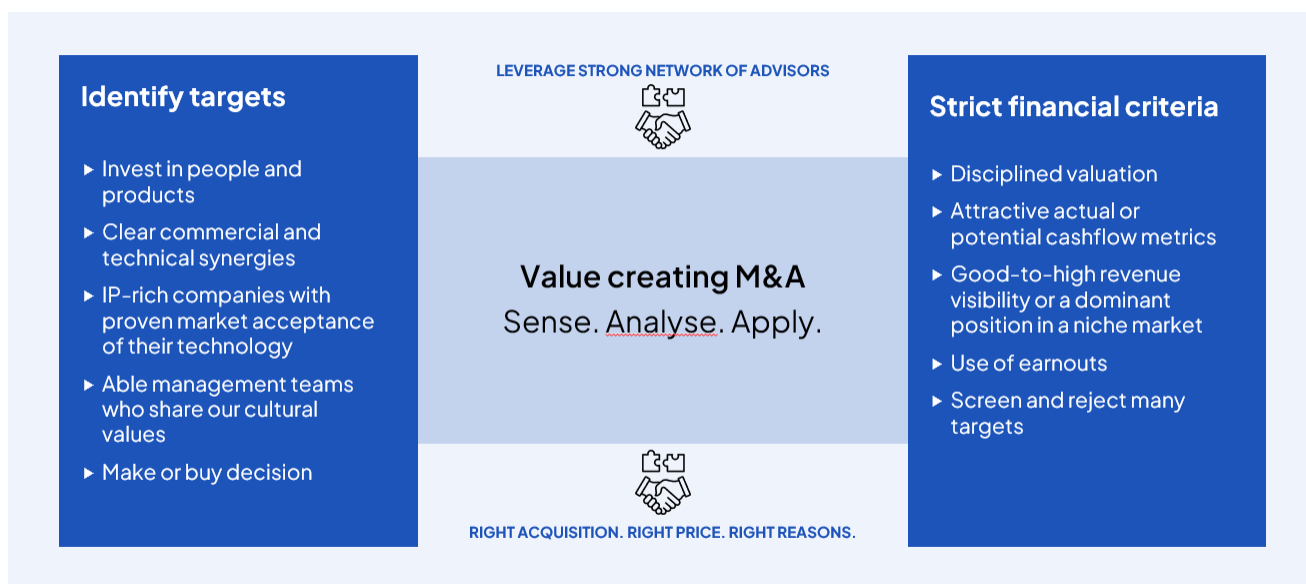 Identify targets
▸ Invest in people and
products
▸ Clear commercial and
technical synergies
▸ IP-rich companies with
proven market acceptance
of their technology
▸ Able management teams
who share our cultural
values
▸ Make or buy decision
LEVERAGE STRONG NETWORK OF ADVISORS
Value creating M&A
Sense. Analyse. Apply.
RIGHT ACQUISITION. RIGHT PRICE. RIGHT REASONS.
Strict financial criteria
▸ Disciplined valuation
▸ Attractive actual or
potential cashflow metrics
▸ Good-to-high revenue
visibility or a dominant
position in a niche market
▸ Use of earnouts
▸ Screen and reject many
targets